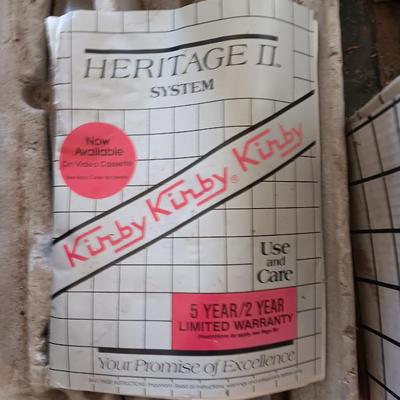 HERITAGE II™
SYSTEM
Now
Available
On Video Cassette
Kirby Kirby® Kirby
Use
and
Care
5 YEAR/2 YEAR
LIMITED WARRANTY
Your Promise of Excellence